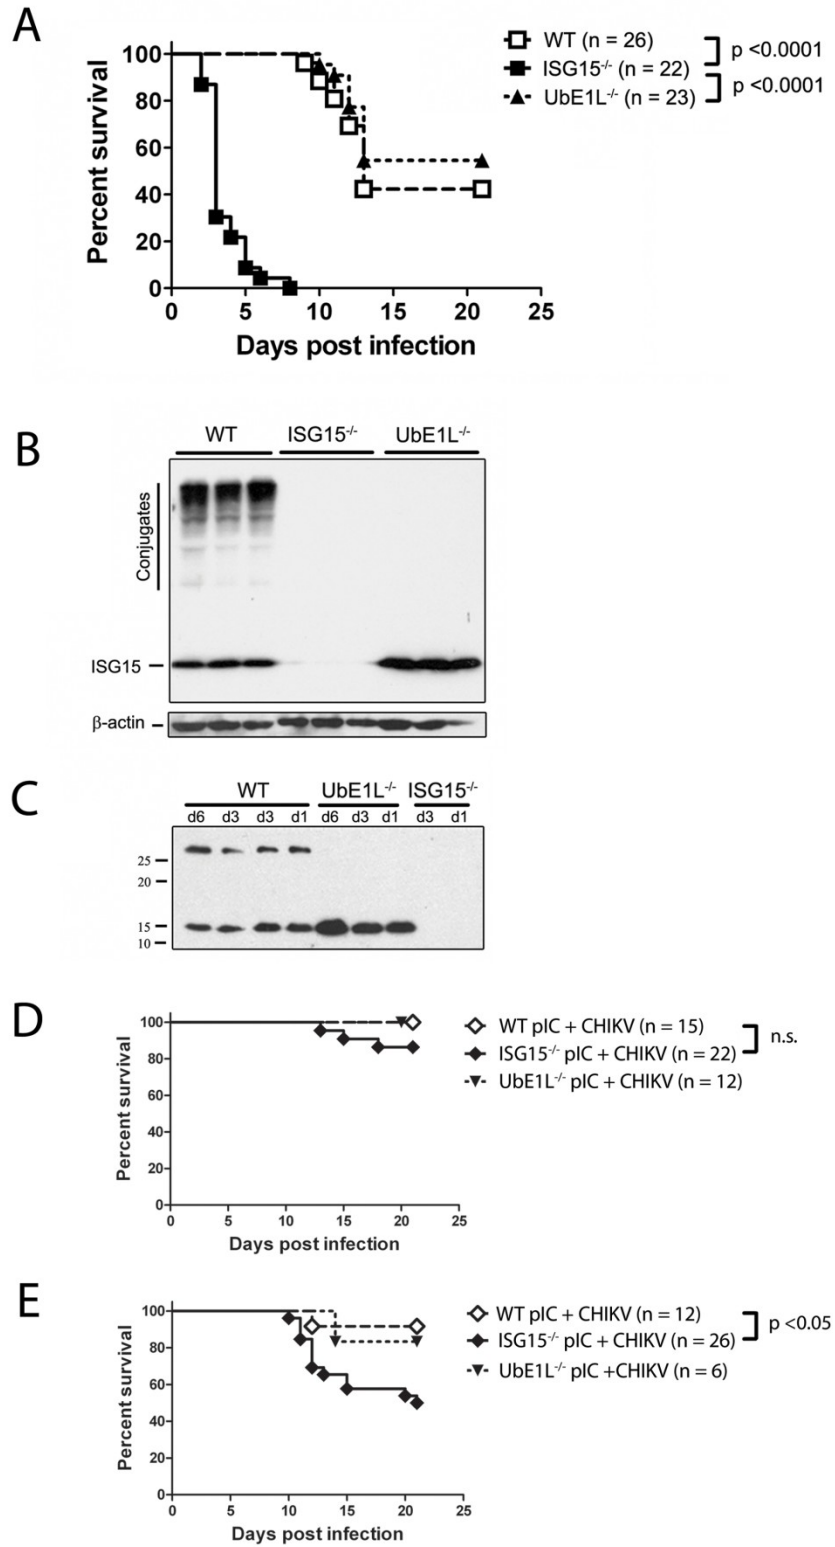 A
Percent survival
100
80
60
40
20
0
0 5 10 15 20 25
Days post infection
WT (n = 26)
ISG15-/- (n = 22)
UbE1L-/- (n = 23)
p <0.0001
p <0.0001
B
WT ISG15-/- UbE1L-/-
Conjugates
ISG15
β-actin
C
WT UbE1L-/- ISG15-/-
d6 d3 d3 d1 d6 d3 d1 d3 d1
25
20
15
10
D
Percent survival
100
80
60
40
20
0
0 5 10 15 20 25
Days post infection
WT pIC + CHIKV (n = 15)
ISG15-/- pIC + CHIKV (n = 22)
UbE1L-/- pIC + CHIKV (n = 12)
n.s.
E
Percent survival
100
80
60
40
20
0
0 5 10 15 20 25
Days post infection
WT pIC + CHIKV (n = 12)
ISG15-/- pIC + CHIKV (n = 26)
UbE1L-/- pIC +CHIKV (n = 6)
p <0.05